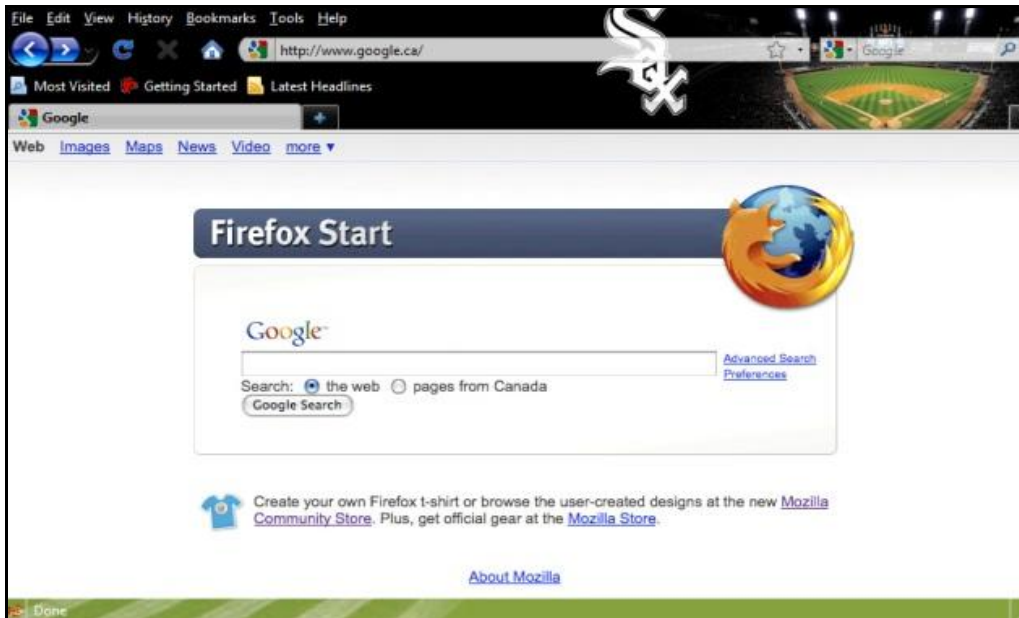 File Edit View History Bookmarks Tools Help
http://www.google.ca/ Google
Most Visited Getting Started Latest Headlines
Google
Sox
Web Images Maps News Video more ▼
Firefox Start
Google™
Advanced Search
Preferences
Search: the web pages from Canada
Google Search
Create your own Firefox t-shirt or browse the user-created designs at the new Mozilla
Community Store. Plus, get official gear at the Mozilla Store.
About Mozilla
Done